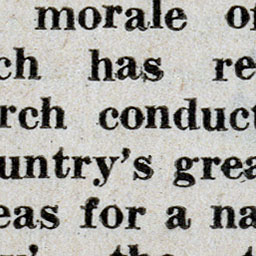 morale o
ch has re
rch conduct
untry's grea
eas for a na